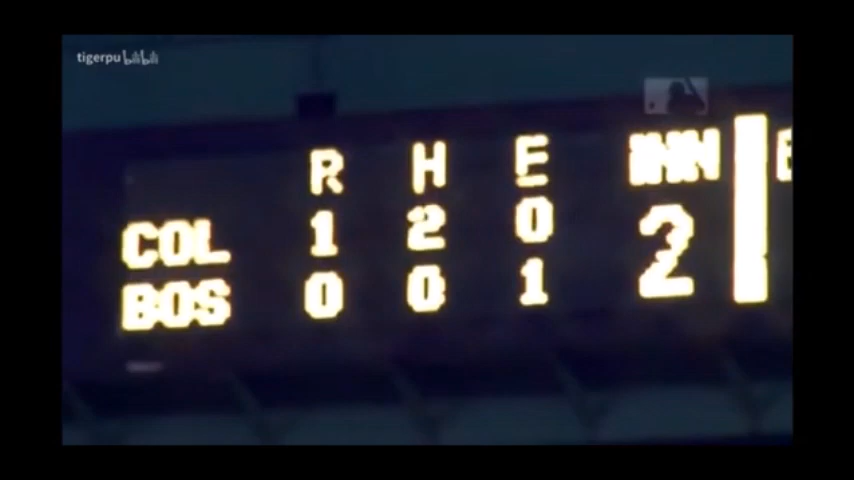 tigerpu bilibili
R H E INN
COL 1 2 0 2
BOS 0 0 1